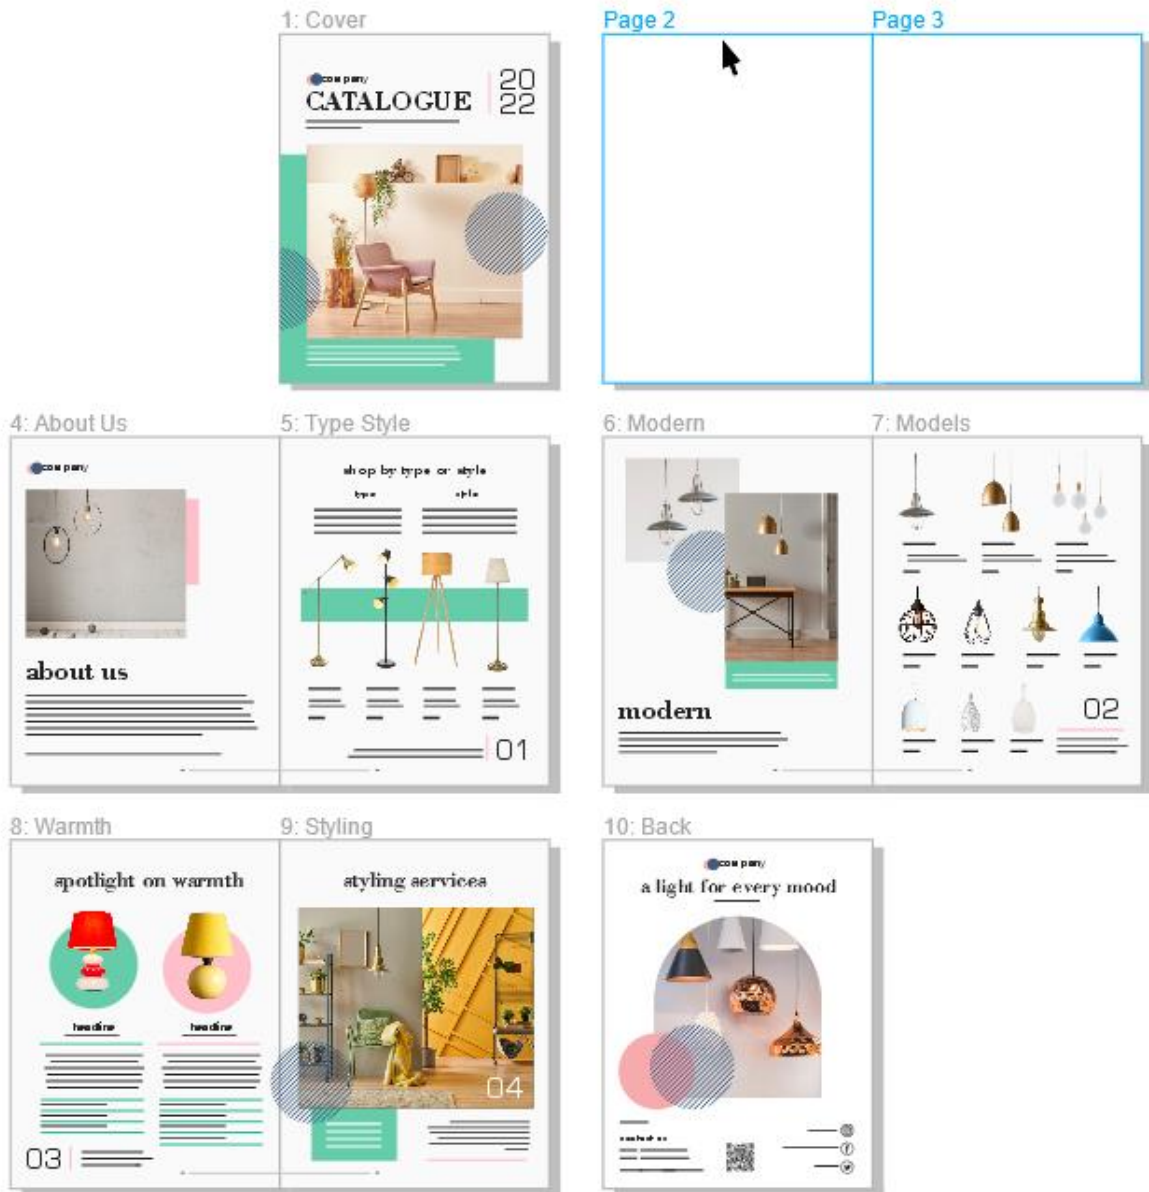 1: Cover
Page 2
Page 3
company
CATALOGUE
20
22
4: About Us
5: Type Style
6: Modern
7: Models
company
shop by type or style
type
style
about us
01
modern
02
8: Warmth
9: Styling
10: Back
spotlight on warmth
styling services
company
a light for every mood
headline
headline
04
contact us
03